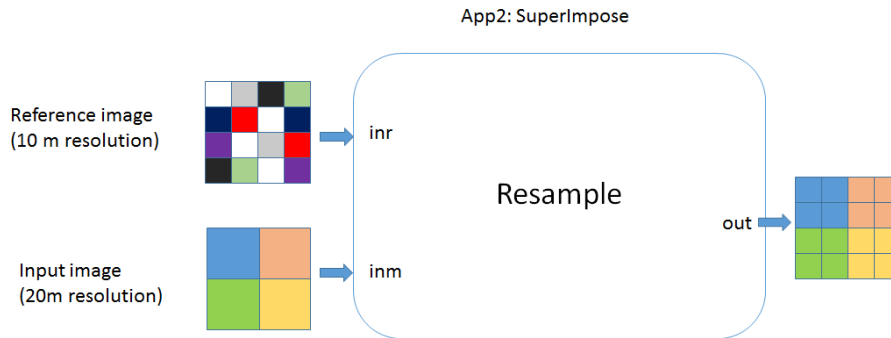 App2: SuperImpose
Reference image
(10 m resolution)
inr
Resample
out
Input image
(20m resolution)
inm